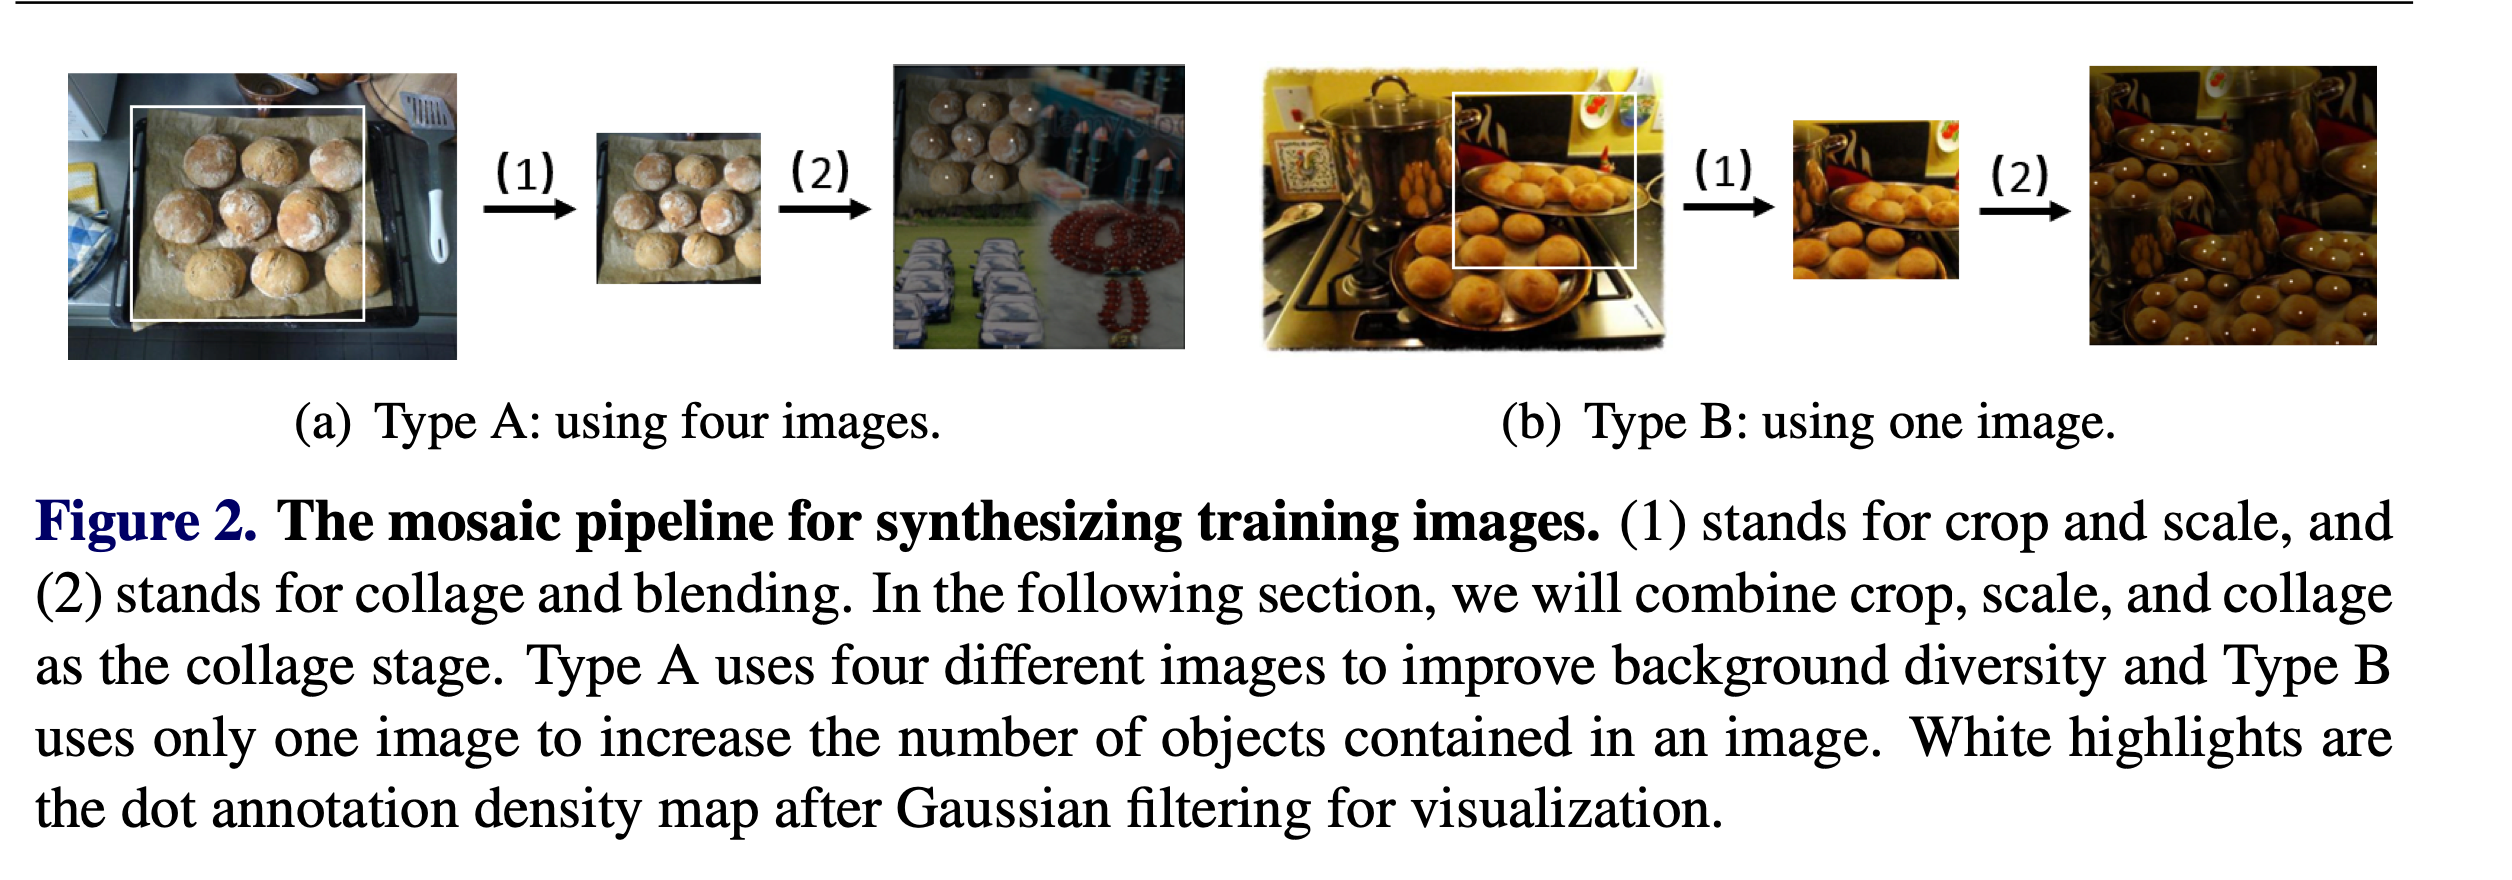 (1)
(2)
(1)
(2)
(a) Type A: using four images.
(b) Type B: using one image.
Figure 2. The mosaic pipeline for synthesizing training images. (1) stands for crop and scale, and
(2) stands for collage and blending. In the following section, we will combine crop, scale, and collage
as the collage stage. Type A uses four different images to improve background diversity and Type B
uses only one image to increase the number of objects contained in an image. White highlights are
the dot annotation density map after Gaussian filtering for visualization.